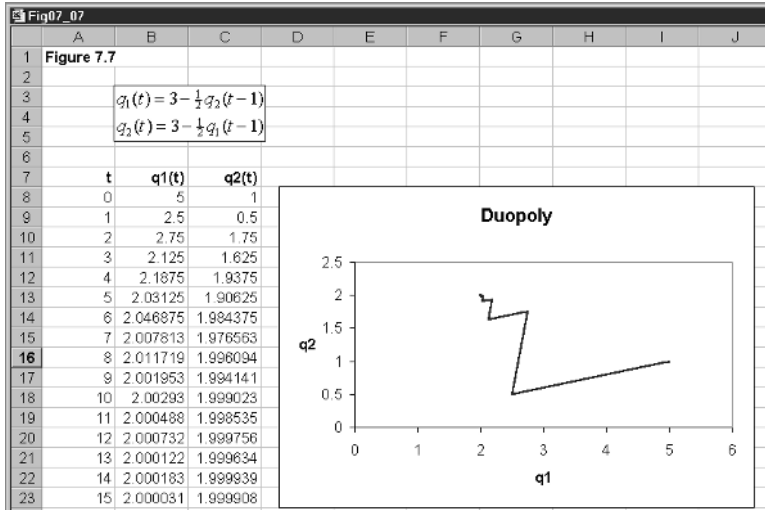 Fig07_07
A B C D E F G H I J
1 Figure 7.7
2
3 q₁(t) = 3 − ½q₂(t − 1)
4
5 q₂(t) = 3 − ½q₁(t − 1)
6
7 t q1(t) q2(t)
8 0 5 1
9 1 2.5 0.5
10 2 2.75 1.75
11 3 2.125 1.625
12 4 2.1875 1.9375
13 5 2.03125 1.90625
14 6 2.046875 1.984375
15 7 2.007813 1.976563
16 8 2.011719 1.996094
17 9 2.001953 1.994141
18 10 2.00293 1.999023
19 11 2.000488 1.998535
20 12 2.000732 1.999756
21 13 2.000122 1.999634
22 14 2.000183 1.999939
23 15 2.000031 1.999908
Duopoly
2.5
2
1.5
q2
1
0.5
0
0 1 2 3 4 5 6
q1